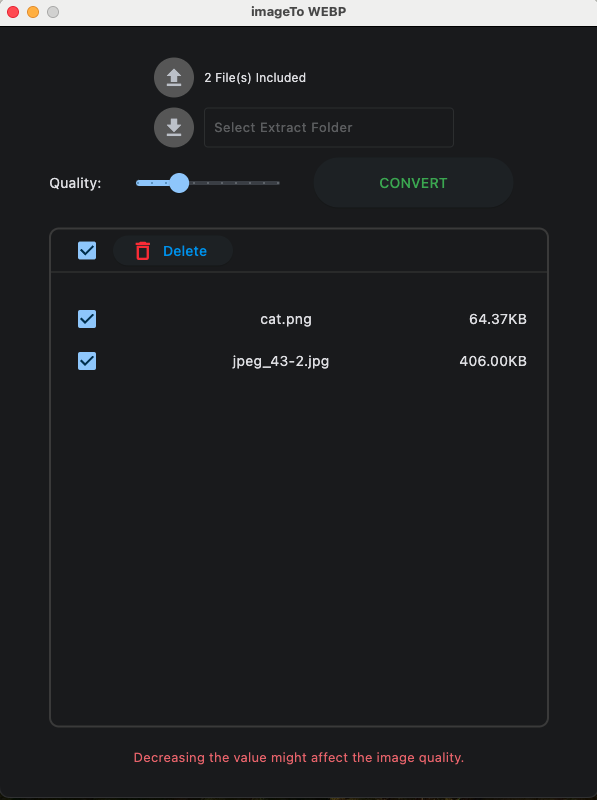 imageTo WEBP
2 File(s) Included
Select Extract Folder
Quality:
CONVERT
Delete
cat.png 64.37KB
jpeg_43-2.jpg 406.00KB
Decreasing the value might affect the image quality.